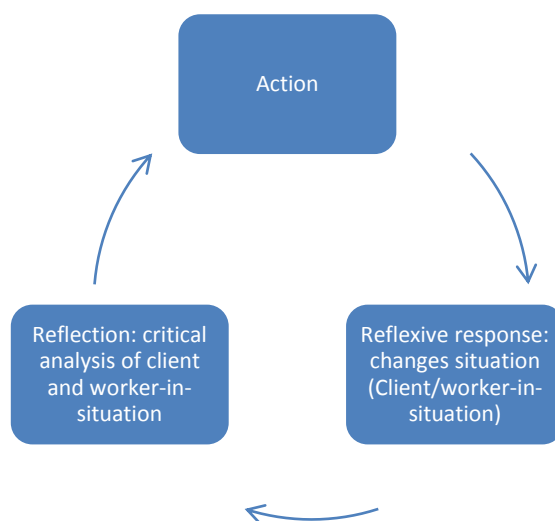 Action
Reflection: critical
analysis of client
and worker-in-
situation
Reflexive response:
changes situation
(Client/worker-in-
situation)